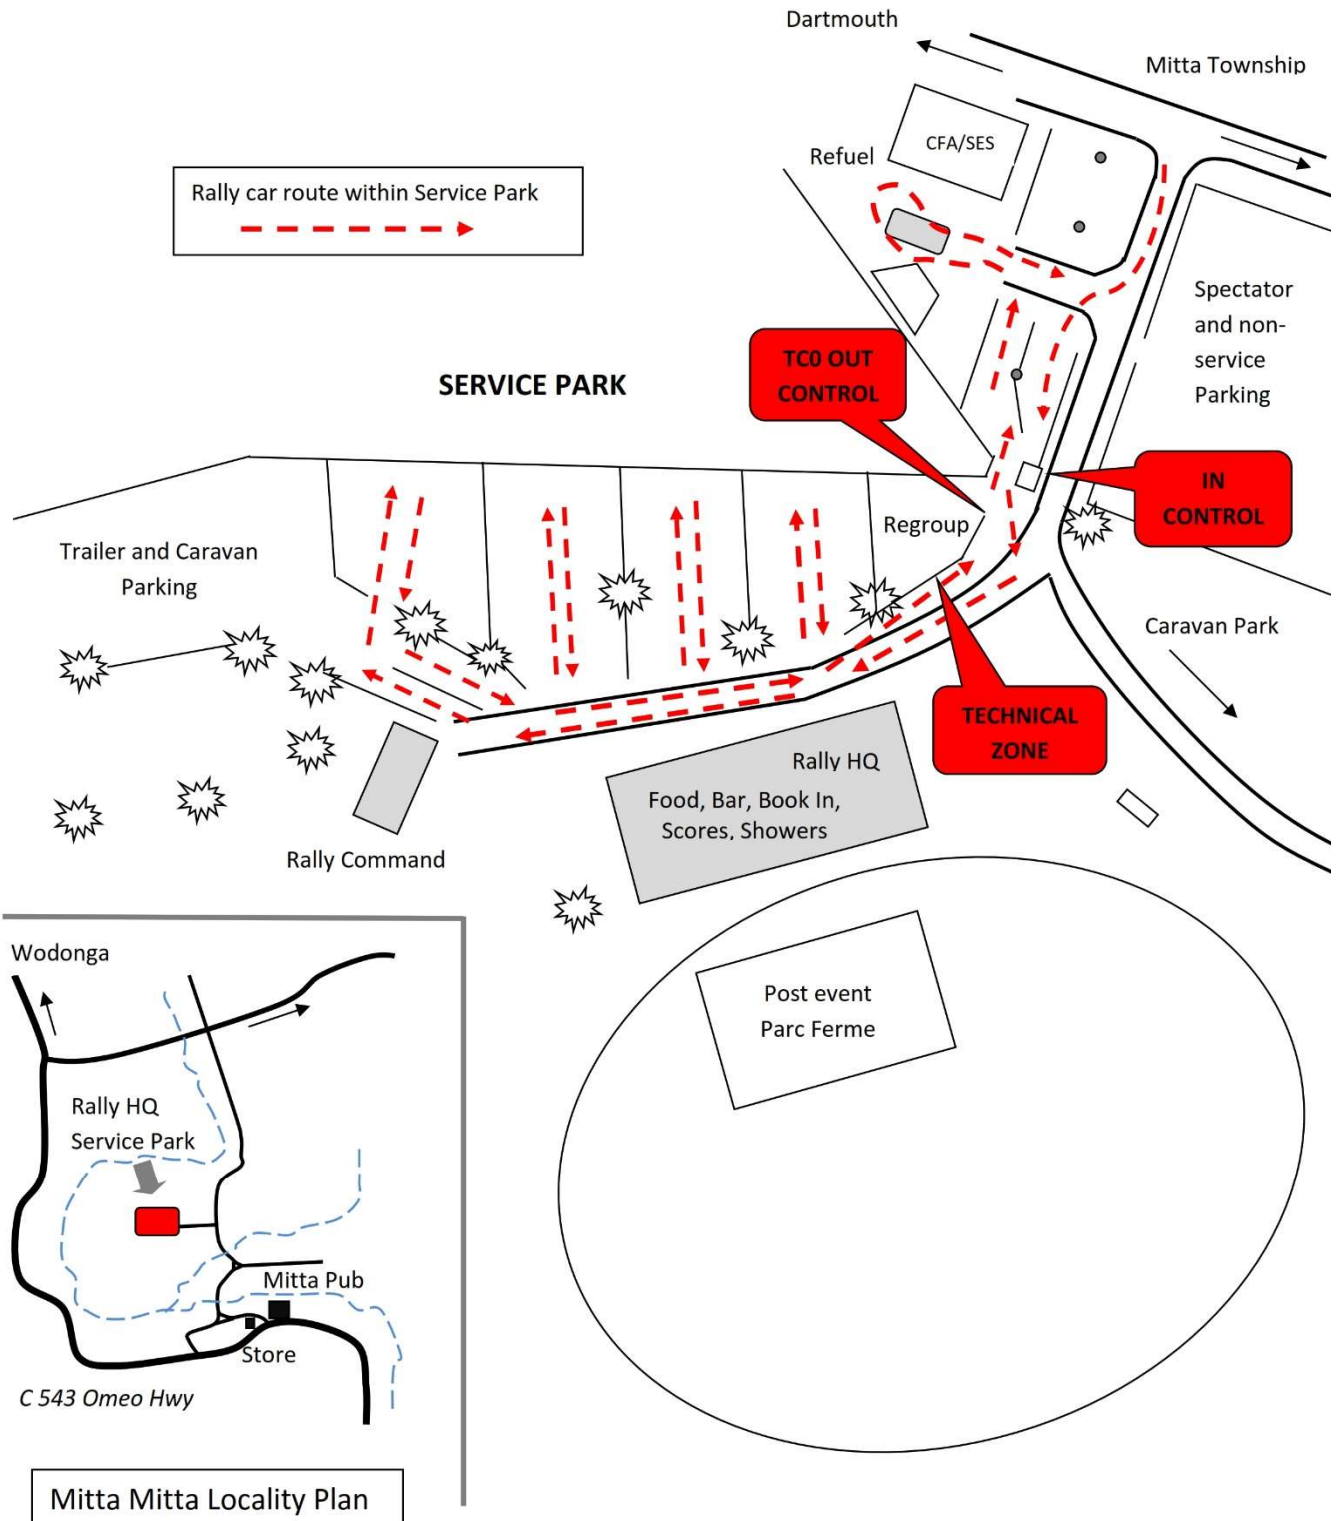 Dartmouth
Mitta Township
CFA/SES
Refuel
Rally car route within Service Park
Spectator
and non-
service
Parking
TC0 OUT
CONTROL
SERVICE PARK
IN
CONTROL
Regroup
Trailer and Caravan
Parking
Caravan Park
TECHNICAL
ZONE
Rally HQ
Food, Bar, Book In,
Scores, Showers
Rally Command
Post event
Parc Ferme
Wodonga
Rally HQ
Service Park
Mitta Pub
Store
C 543 Omeo Hwy
Mitta Mitta Locality Plan